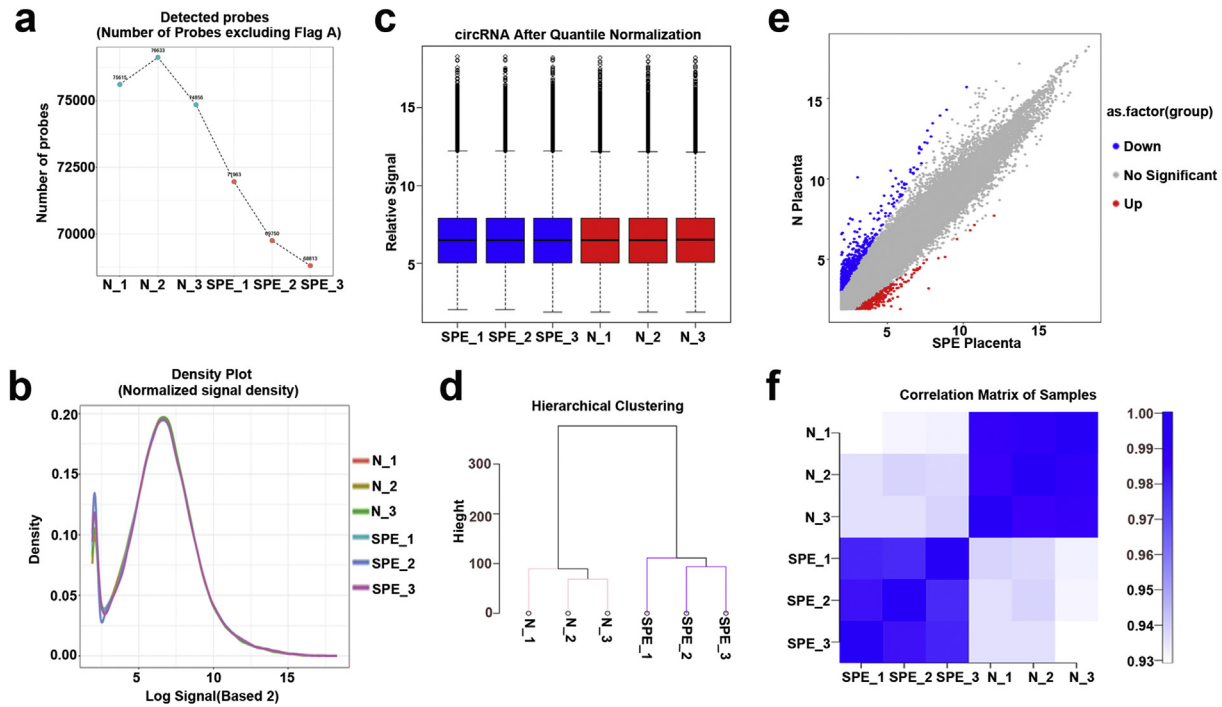 a
Detected probes
(Number of Probes excluding Flag A)
Number of probes
75000
72500
70000
75615
76633
74856
71963
69750
68813
N_1
N_2
N_3
SPE_1
SPE_2
SPE_3
c
circRNA After Quantile Normalization
Relative Signal
15
10
5
SPE_1
SPE_2
SPE_3
N_1
N_2
N_3
e
N Placenta
15
10
5
5
10
15
SPE Placenta
as.factor(group)
Down
No Significant
Up
b
Density Plot
(Normalized signal density)
Density
0.20
0.15
0.10
0.05
0.00
5
10
15
Log Signal(Based 2)
N_1
N_2
N_3
SPE_1
SPE_2
SPE_3
d
Hierarchical Clustering
Hieght
300
200
100
0
N_1
N_2
N_3
SPE_1
SPE_2
SPE_3
f
Correlation Matrix of Samples
N_1
N_2
N_3
SPE_1
SPE_2
SPE_3
SPE_1
SPE_2
SPE_3
N_1
N_2
N_3
1.00
0.99
0.98
0.97
0.96
0.95
0.94
0.93